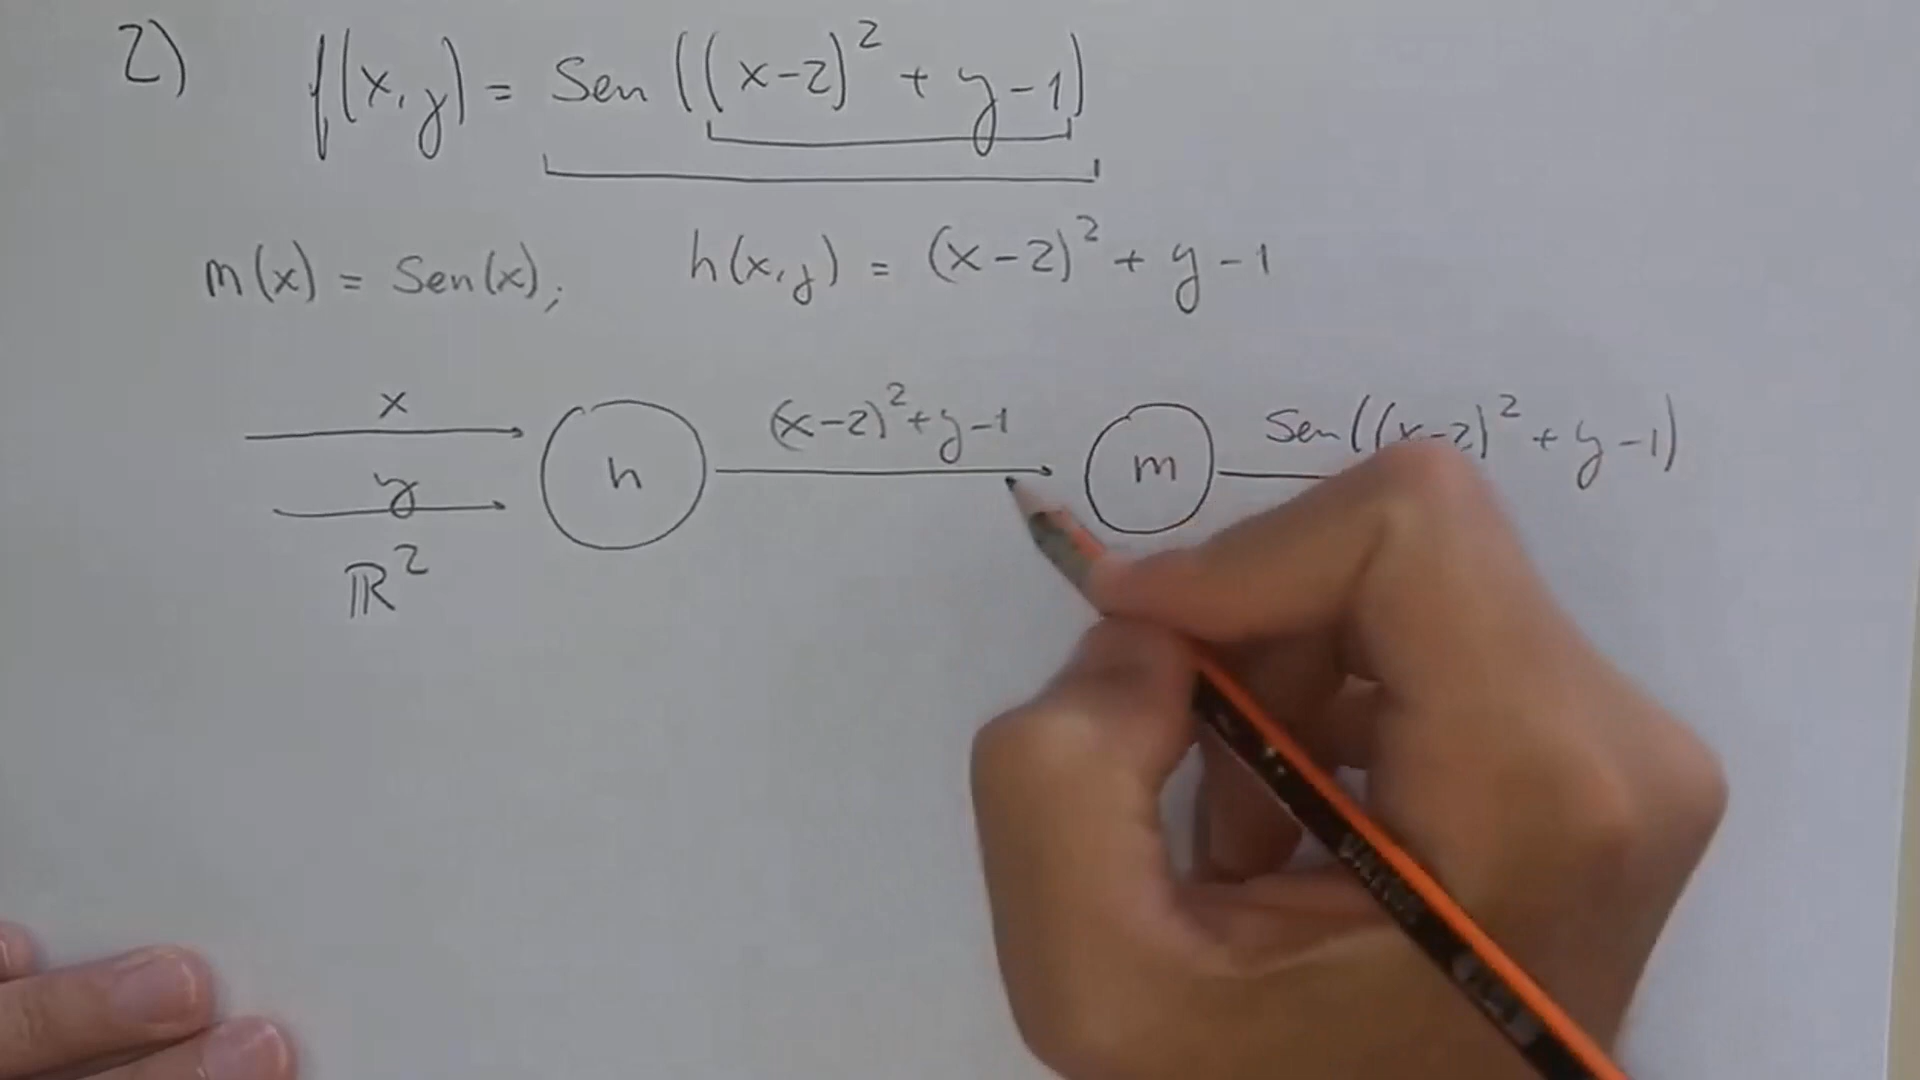 2) f(x,y) = Sen ((x-2)² + y-1)
m(x) = Sen(x); h(x,y) = (x-2)² + y-1
x (x-2)²+y-1 Sen((x-2)²+y-1)
y h m
ℝ²